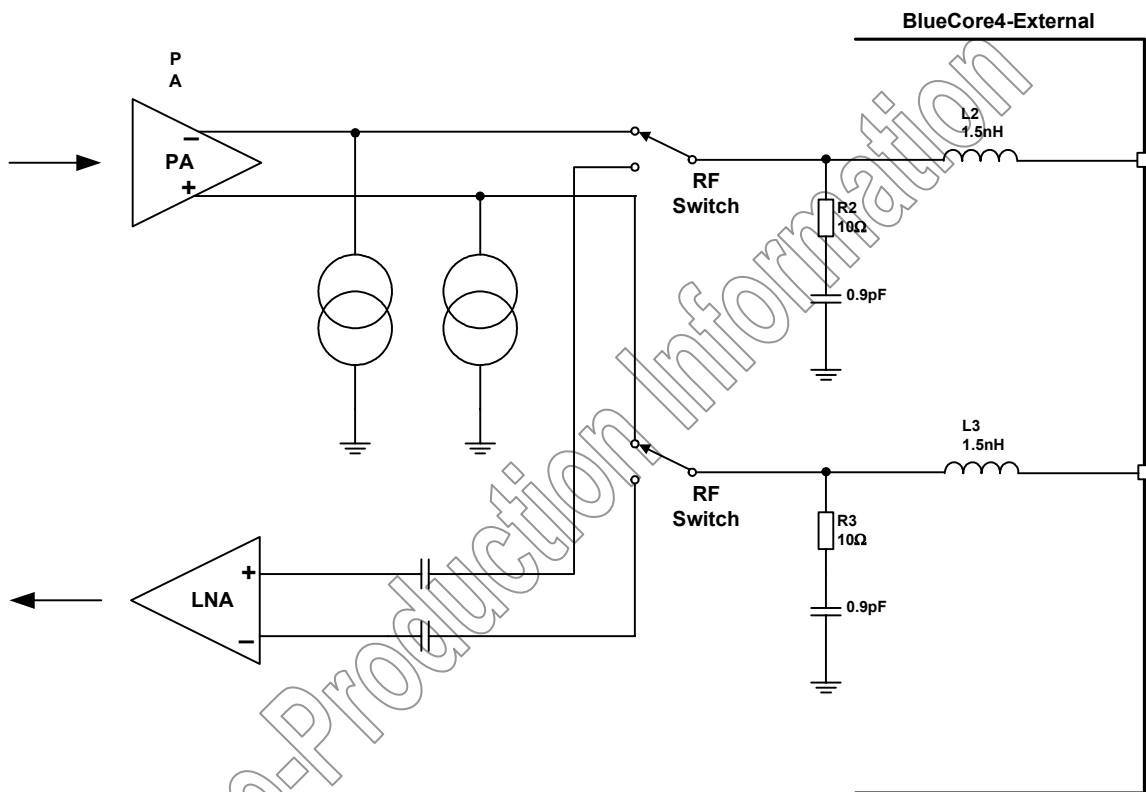 BlueCore4-External
P
A
PA
−
+
RF
Switch
L2
1.5nH
R2
10Ω
0.9pF
RF
Switch
L3
1.5nH
R3
10Ω
0.9pF
LNA
+
−
-Production Information